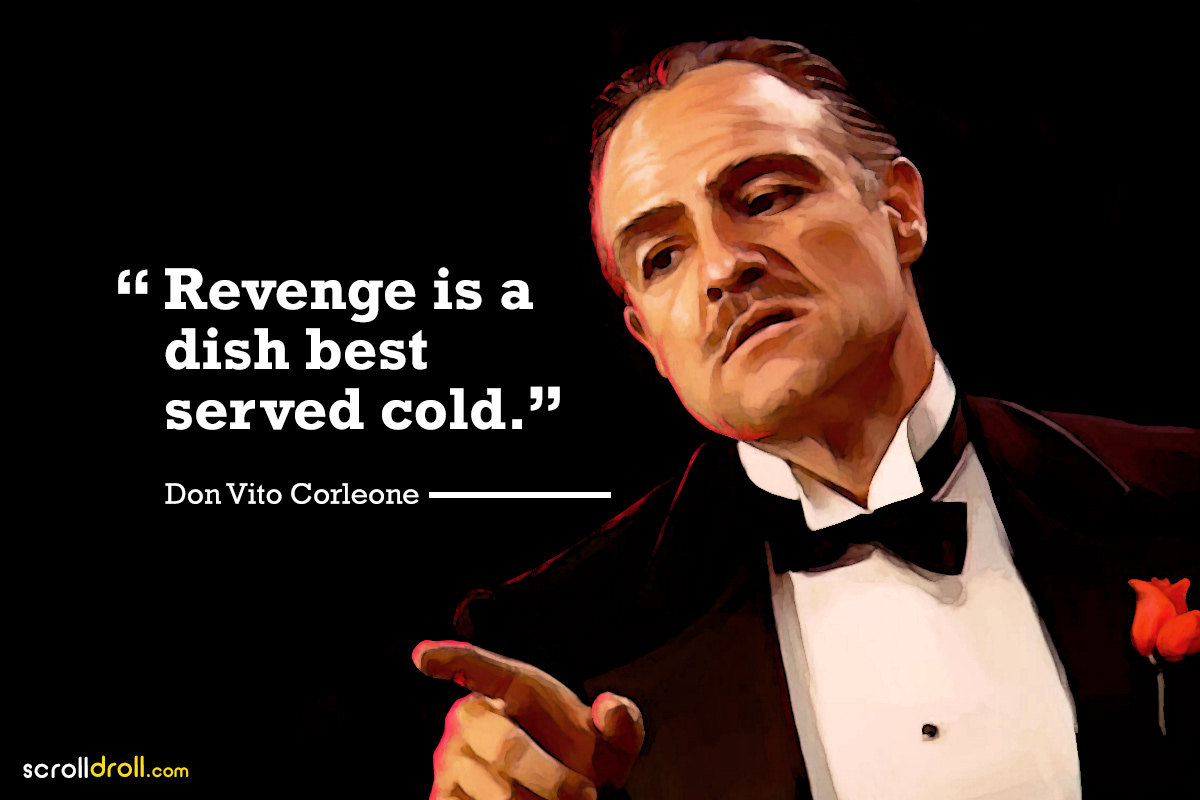 “ Revenge is a
dish best
served cold.”
Don Vito Corleone
scrolldroll.com